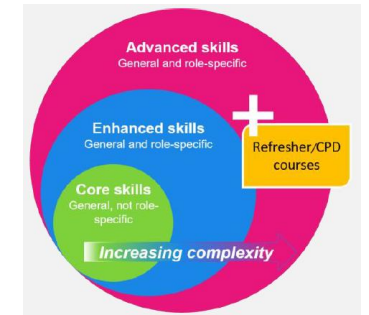 Advanced skills
General and role-specific
Enhanced skills
General and role-specific
Refresher/CPD
courses
Core skills
General, not role-
specific
Increasing complexity